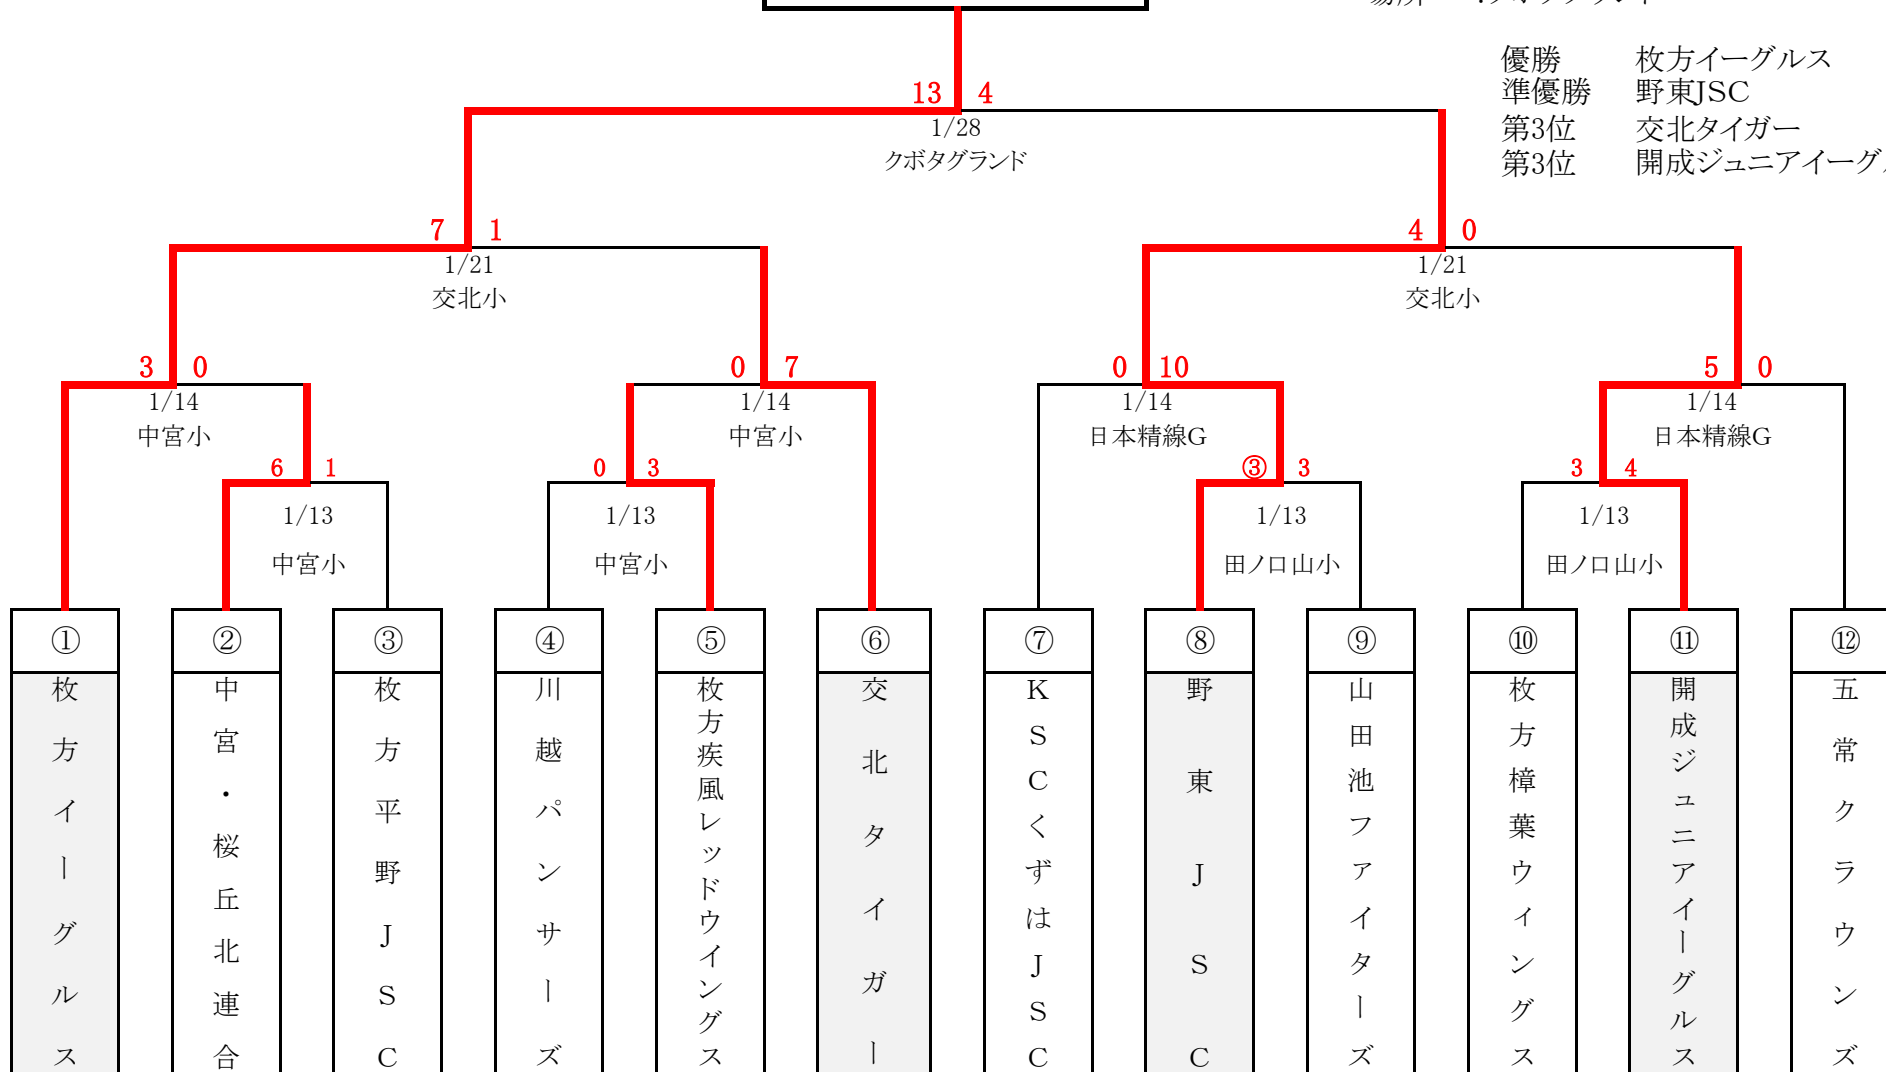 優勝 枚方イーグルス
準優勝 野東JSC
第3位 交北タイガー
第3位 開成ジュニアイーグ
13 4
1/28
クボタグランド
7 1
1/21
交北小
4 0
1/21
交北小
3 0
1/14
中宮小
0 7
1/14
中宮小
0 10
1/14
日本精線G
5 0
1/14
日本精線G
6 1
1/13
中宮小
0 3
1/13
中宮小
③ 3
1/13
田ノ口山小
3 4
1/13
田ノ口山小
①
枚方イーグルス
②
中宮・桜丘北連合
③
枚方平野JSC
④
川越パンサーズ
⑤
枚方疾風レッドウイングス
⑥
交北タイガー
⑦
KSCくずはJSC
⑧
野東JSC
⑨
山田池ファイターズ
⑩
枚方樟葉ウィングス
⑪
開成ジュニアイーグルス
⑫
五常クラウンズ